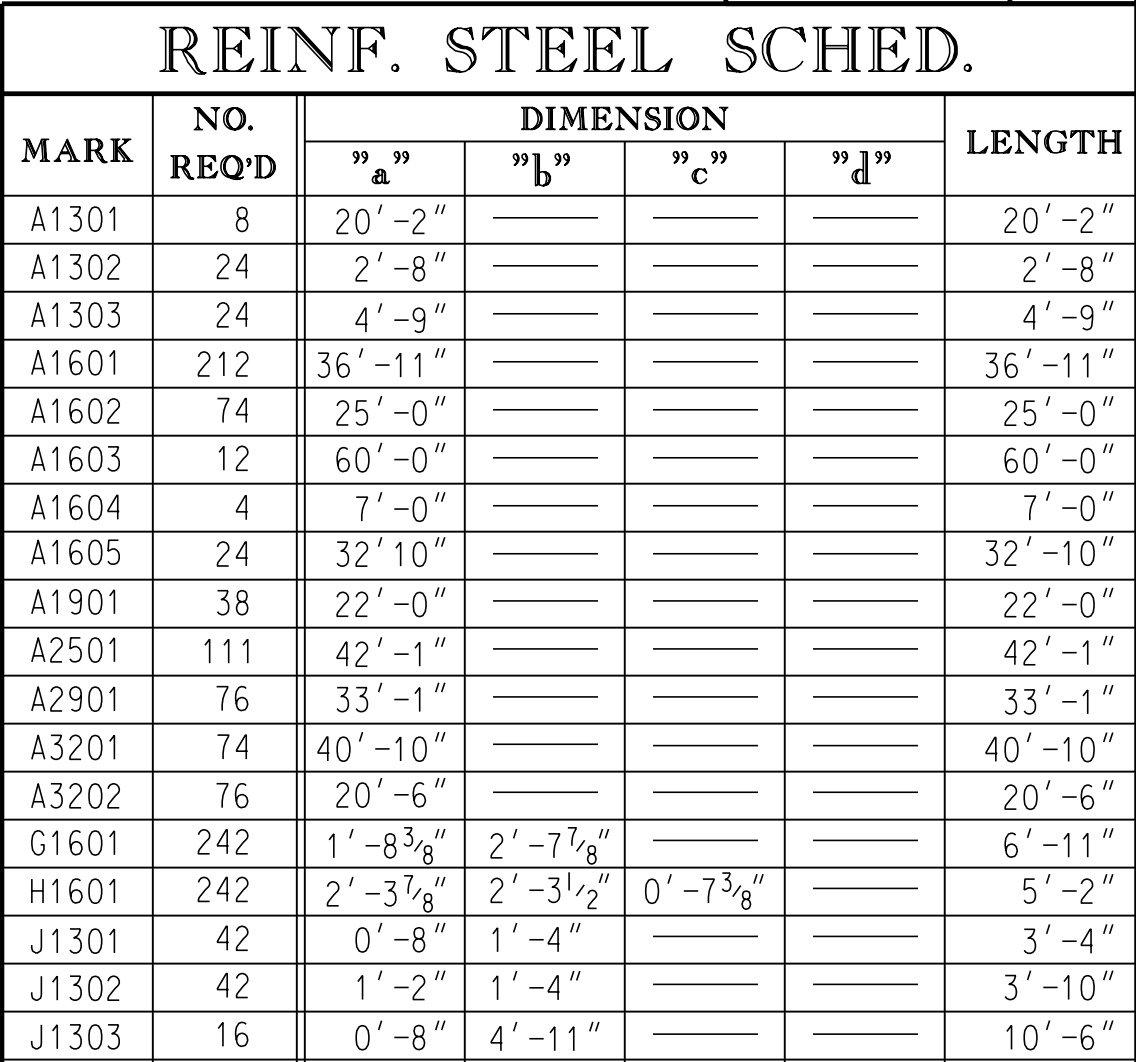 REINF. STEEL SCHED.
MARK NO. REQ'D DIMENSION LENGTH
"a" "b" "c" "d"
A1301 8 20'-2" 20'-2"
A1302 24 2'-8" 2'-8"
A1303 24 4'-9" 4'-9"
A1601 212 36'-11" 36'-11"
A1602 74 25'-0" 25'-0"
A1603 12 60'-0" 60'-0"
A1604 4 7'-0" 7'-0"
A1605 24 32'10" 32'-10"
A1901 38 22'-0" 22'-0"
A2501 111 42'-1" 42'-1"
A2901 76 33'-1" 33'-1"
A3201 74 40'-10" 40'-10"
A3202 76 20'-6" 20'-6"
G1601 242 1'-8 3/8" 2'-7 7/8" 6'-11"
H1601 242 2'-3 7/8" 2'-3 1/2" 0'-7 3/8" 5'-2"
J1301 42 0'-8" 1'-4" 3'-4"
J1302 42 1'-2" 1'-4" 3'-10"
J1303 16 0'-8" 4'-11" 10'-6"